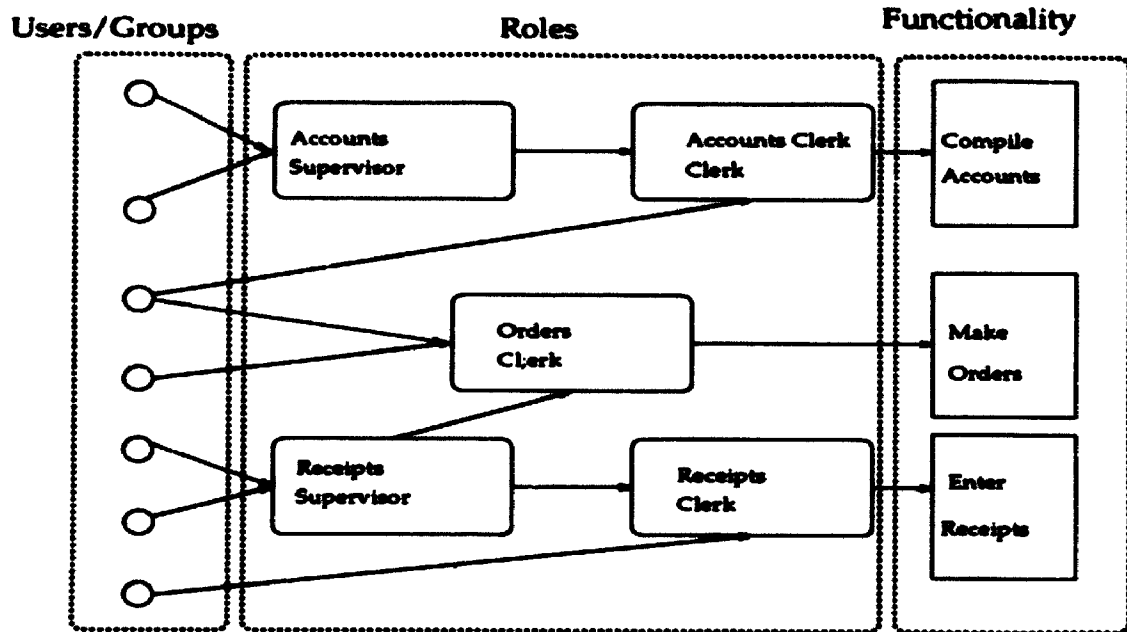 Users/Groups
Roles
Functionality
Accounts
Supervisor
Accounts Clerk
Clerk
Compile
Accounts
Orders
Cl;erk
Make
Orders
Receipts
Supervisor
Receipts
Clerk
Enter
Receipts